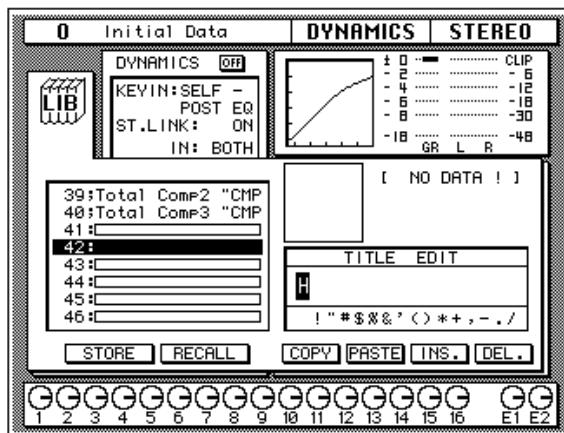 0 Initial Data DYNAMICS STEREO
DYNAMICS OFF
LIB
KEYIN:SELF -
POST EQ
ST.LINK: ON
IN: BOTH
± 0 CLIP
- 2 - 6
- 4 -12
- 6 -18
- 8 -30
-18 -48
GR L R
39:Total Comp2 "CMP
40:Total Comp3 "CMP
41:
42:
43:
44:
45:
46:
[ NO DATA ! ]
TITLE EDIT
H
!"#$%&'()*+,-./
STORE RECALL COPY PASTE INS. DEL.
1 2 3 4 5 6 7 8 9 10 11 12 13 14 15 16 E1 E2